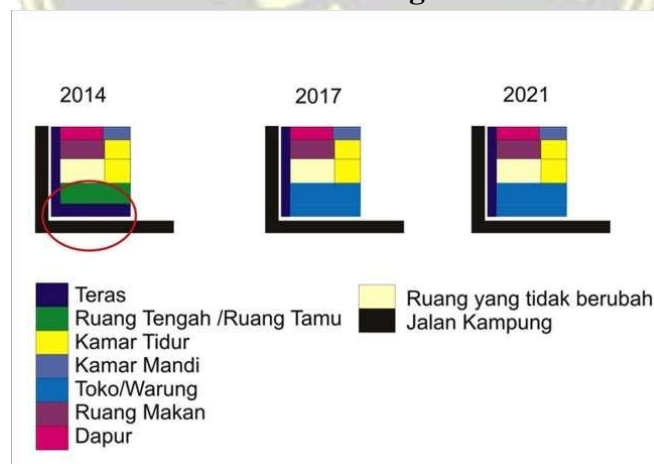 2014
2017
2021
Teras
Ruang Tengah /Ruang Tamu
Kamar Tidur
Kamar Mandi
Toko/Warung
Ruang Makan
Dapur
Ruang yang tidak berubah
Jalan Kampung